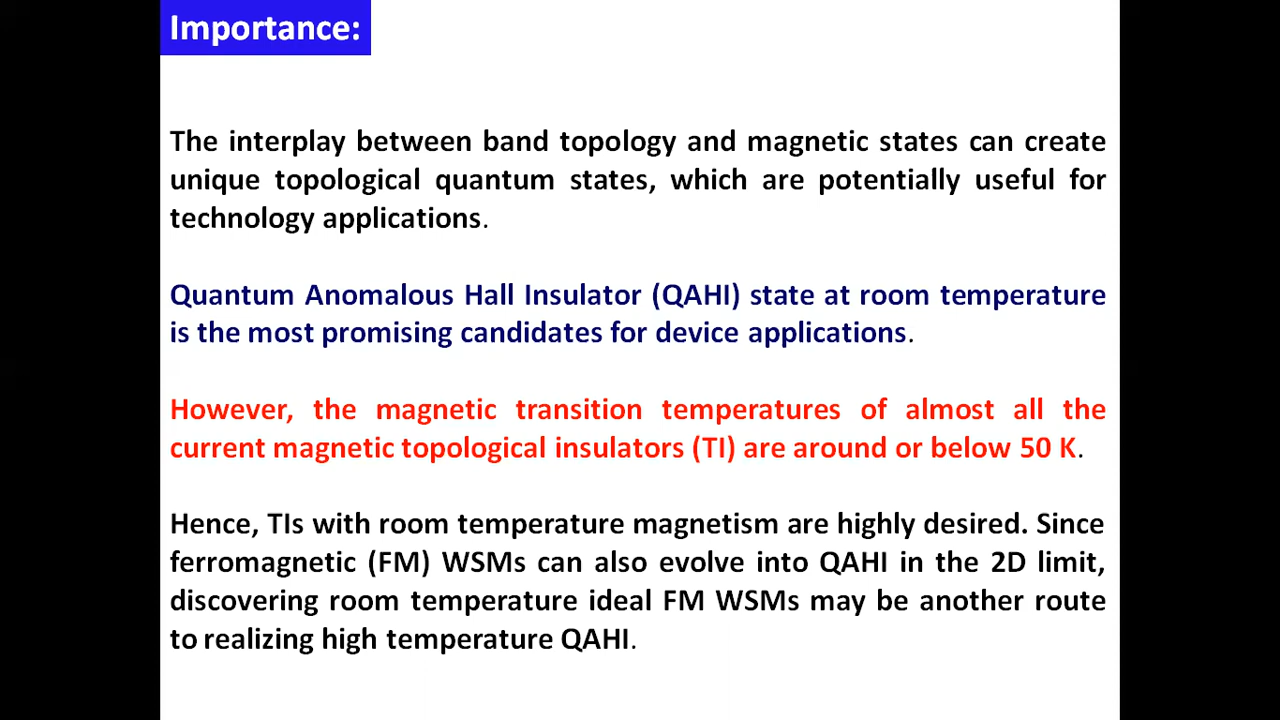 Importance:
The interplay between band topology and magnetic states can create
unique topological quantum states, which are potentially useful for
technology applications.
Quantum Anomalous Hall Insulator (QAHI) state at room temperature
is the most promising candidates for device applications.
However, the magnetic transition temperatures of almost all the
current magnetic topological insulators (TI) are around or below 50 K.
Hence, TIs with room temperature magnetism are highly desired. Since
ferromagnetic (FM) WSMs can also evolve into QAHI in the 2D limit,
discovering room temperature ideal FM WSMs may be another route
to realizing high temperature QAHI.